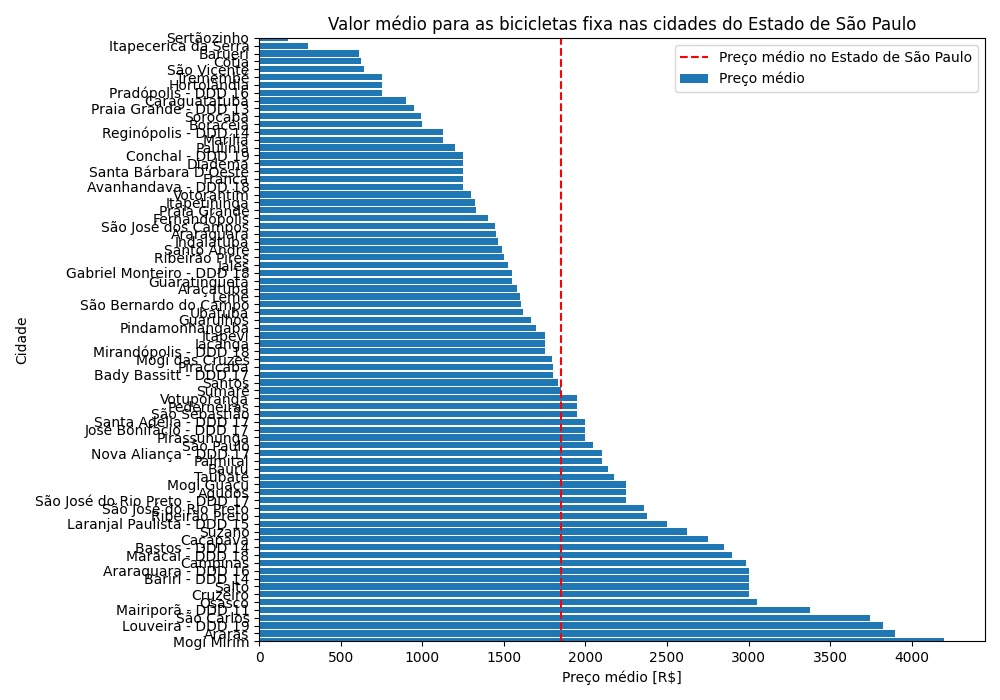 Valor médio para as bicicletas fixa nas cidades do Estado de São Paulo
Preço médio no Estado de São Paulo
Preço médio
Cidade
Sertãozinho
Itapecerica da Serra
Barueri
Cotia
São Vicente
Tremembé
Hortolândia
Pradópolis - DDD 16
Caraguatatuba
Praia Grande - DDD 13
Sorocaba
Boracéia
Reginópolis - DDD 14
Marília
Paulínia
Conchal - DDD 19
Diadema
Santa Bárbara D'Oeste
Franca
Avanhandava - DDD 18
Votorantim
Itapetininga
Praia Grande
Fernandópolis
São José dos Campos
Araraquara
Indaiatuba
Santo André
Ribeirão Pires
Jales
Gabriel Monteiro - DDD 18
Guaratinguetá
Araçatuba
Leme
São Bernardo do Campo
Ubatuba
Guarulhos
Pindamonhangaba
Itapevi
Iacanga
Mirandópolis - DDD 18
Mogi das Cruzes
Piracicaba
Bady Bassitt - DDD 17
Santos
Sumaré
Votuporanga
Pederneiras
São Sebastião
Santa Adélia - DDD 17
José Bonifácio - DDD 17
Pirassununga
São Paulo
Nova Aliança - DDD 17
Palmital
Bauru
Taubaté
Mogi Guaçu
Agudos
São José do Rio Preto - DDD 17
São José do Rio Preto
Ribeirão Preto
Laranjal Paulista - DDD 15
Suzano
Caçapava
Bastos - DDD 14
Maracaí - DDD 18
Campinas
Araraquara - DDD 16
Bariri - DDD 14
Salto
Cruzeiro
Osasco
Mairiporã - DDD 11
São Carlos
Louveira - DDD 19
Araras
Mogi Mirim
0 500 1000 1500 2000 2500 3000 3500 4000
Preço médio [R$]